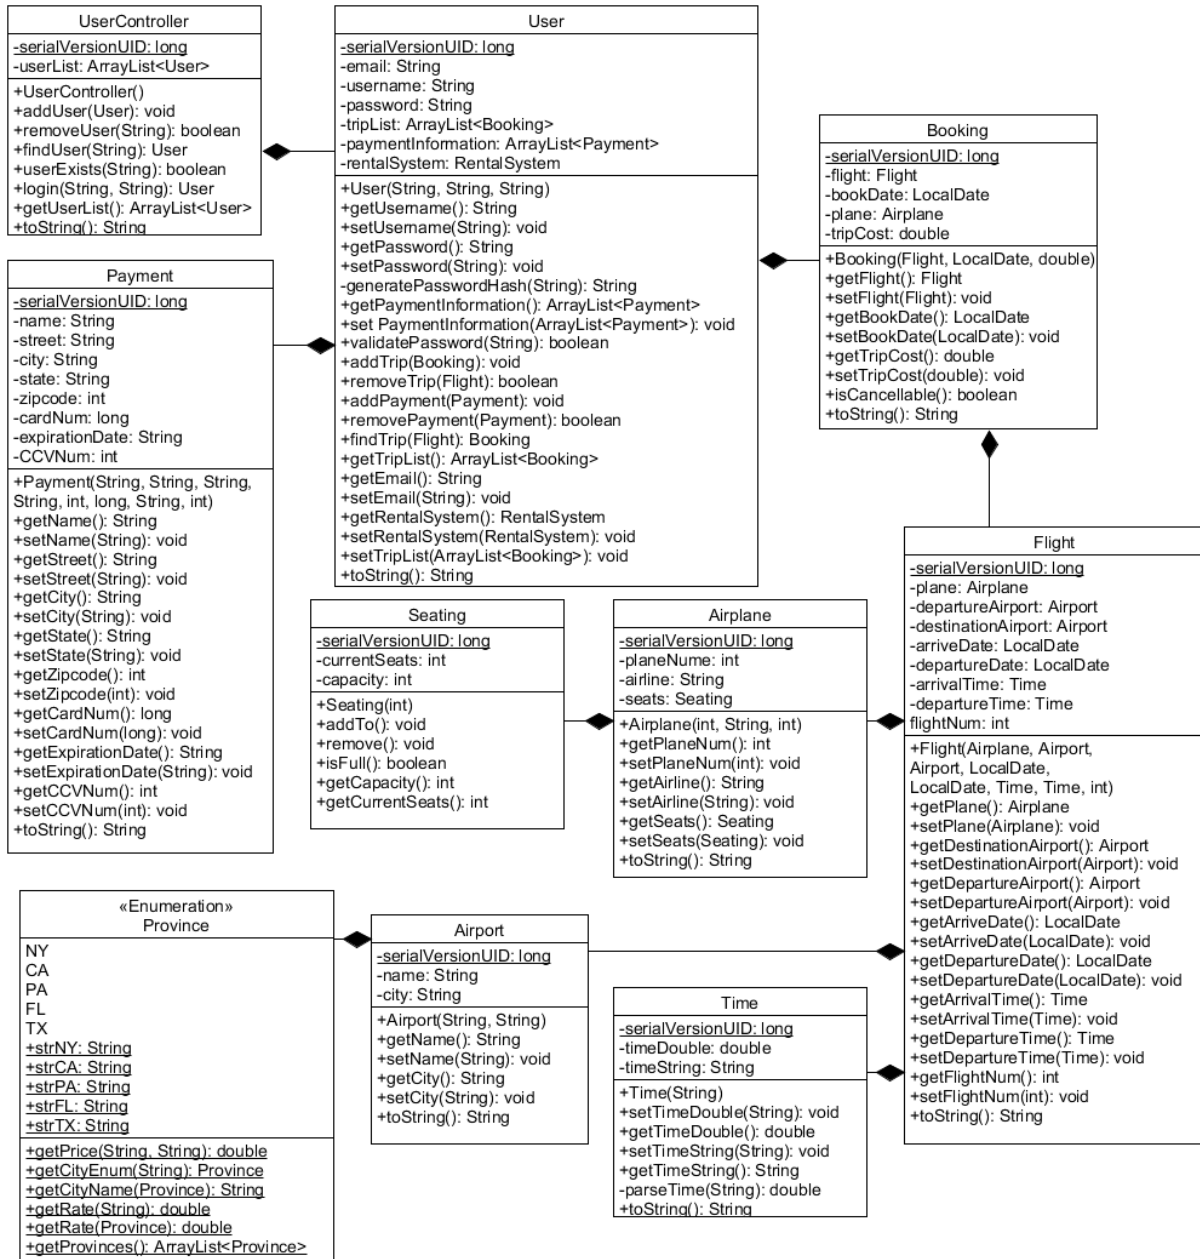 UserController
-serialVersionUID: long
-userList: ArrayList<User>
+UserController()
+addUser(User): void
+removeUser(String): boolean
+findUser(String): User
+userExists(String): boolean
+login(String, String): User
+getUserList(): ArrayList<User>
+toString(): String
User
-serialVersionUID: long
-email: String
-username: String
-password: String
-tripList: ArrayList<Booking>
-paymentInformation: ArrayList<Payment>
-rentalSystem: RentalSystem
+User(String, String, String)
+getUsername(): String
+setUsername(String): void
+getPassword(): String
+setPassword(String): void
-generatePasswordHash(String): String
+getPaymentInformation(): ArrayList<Payment>
+set PaymentInformation(ArrayList<Payment>): void
+validatePassword(String): boolean
+addTrip(Booking): void
+removeTrip(Flight): boolean
+addPayment(Payment): void
+removePayment(Payment): boolean
+findTrip(Flight): Booking
+getTripList(): ArrayList<Booking>
+getEmail(): String
+setEmail(String): void
+getRentalSystem(): RentalSystem
+setRentalSystem(RentalSystem): void
+setTripList(ArrayList<Booking>): void
+toString(): String
Booking
-serialVersionUID: long
-flight: Flight
-bookDate: LocalDate
-plane: Airplane
-tripCost: double
+Booking(Flight, LocalDate, double)
+getFlight(): Flight
+setFlight(Flight): void
+getBookDate(): LocalDate
+setBookDate(LocalDate): void
+getTripCost(): double
+setTripCost(double): void
+isCancellable(): boolean
+toString(): String
Payment
-serialVersionUID: long
-name: String
-street: String
-city: String
-state: String
-zipcode: int
-cardNum: long
-expirationDate: String
-CCVNum: int
+Payment(String, String, String,
String, int, long, String, int)
+getName(): String
+setName(String): void
+getStreet(): String
+setStreet(String): void
+getCity(): String
+setCity(String): void
+getState(): String
+setState(String): void
+getZipcode(): int
+setZipcode(int): void
+getCardNum(): long
+setCardNum(long): void
+getExpirationDate(): String
+setExpirationDate(String): void
+getCCVNum(): int
+setCCVNum(int): void
+toString(): String
Seating
-serialVersionUID: long
-currentSeats: int
-capacity: int
+Seating(int)
+addTo(): void
+remove(): void
+isFull(): boolean
+getCapacity(): int
+getCurrentSeats(): int
Airplane
-serialVersionUID: long
-planeNume: int
-airline: String
-seats: Seating
+Airplane(int, String, int)
+getPlaneNum(): int
+setPlaneNum(int): void
+getAirline(): String
+setAirline(String): void
+getSeats(): Seating
+setSeats(Seating): void
+toString(): String
Flight
-serialVersionUID: long
-plane: Airplane
-departureAirport: Airport
-destinationAirport: Airport
-arriveDate: LocalDate
-departureDate: LocalDate
-arrivalTime: Time
-departureTime: Time
flightNum: int
+Flight(Airplane, Airport,
Airport, LocalDate,
LocalDate, Time, Time, int)
+getPlane(): Airplane
+setPlane(Airplane): void
+getDestinationAirport(): Airport
+setDestinationAirport(Airport): void
+getDepartureAirport(): Airport
+setDepartureAirport(Airport): void
+getArriveDate(): LocalDate
+setArriveDate(LocalDate): void
+getDepartureDate(): LocalDate
+setDepartureDate(LocalDate): void
+getArrivalTime(): Time
+setArrivalTime(Time): void
+getDepartureTime(): Time
+setDepartureTime(Time): void
+getFlightNum(): int
+setFlightNum(int): void
+toString(): String
«Enumeration»
Province
NY
CA
PA
FL
TX
+strNY: String
+strCA: String
+strPA: String
+strFL: String
+strTX: String
+getPrice(String, String): double
+getCityEnum(String): Province
+getCityName(Province): String
+getRate(String): double
+getRate(Province): double
+getProvinces(): ArrayList<Province>
Airport
-serialVersionUID: long
-name: String
-city: String
+Airport(String, String)
+getName(): String
+setName(String): void
+getCity(): String
+setCity(String): void
+toString(): String
Time
-serialVersionUID: long
-timeDouble: double
-timeString: String
+Time(String)
+setTimeDouble(String): void
+getTimeDouble(): double
+setTimeString(String): void
+getTimeString(): String
-parseTime(String): double
+toString(): String